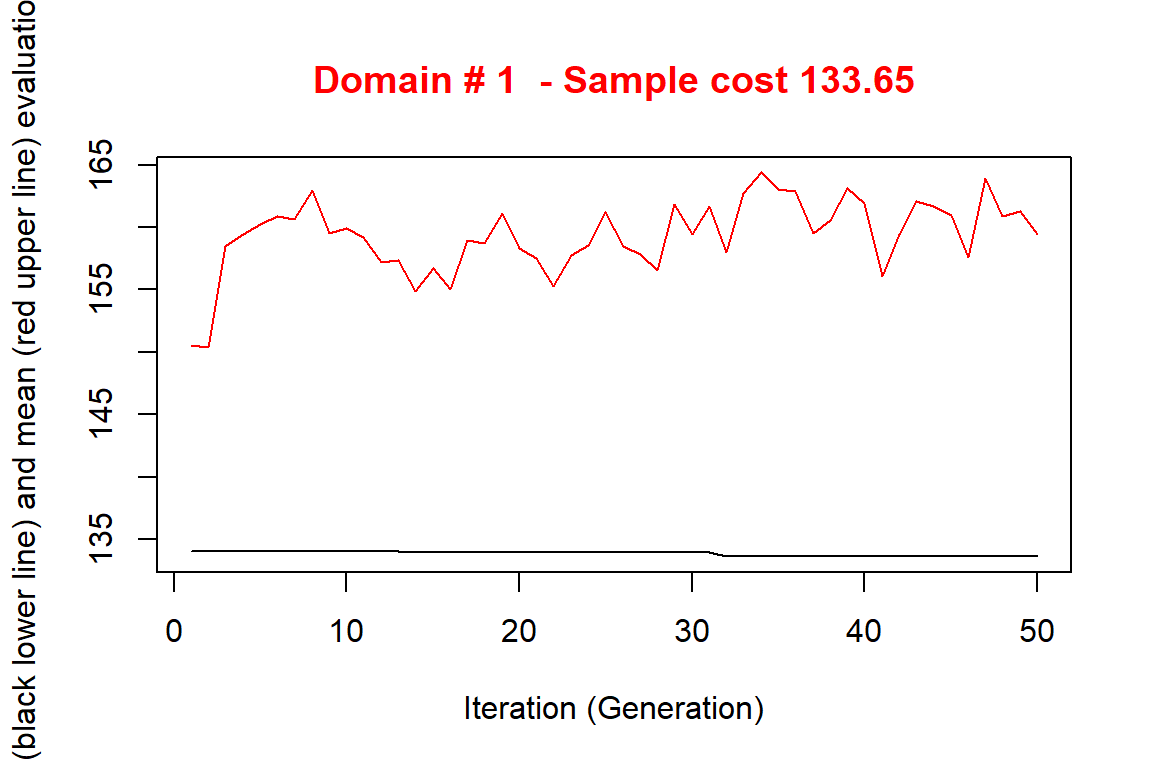 Domain # 1  - Sample cost 133.65
(black lower line) and mean (red upper line) evaluatio
165
155
145
135
0 10 20 30 40 50
Iteration (Generation)